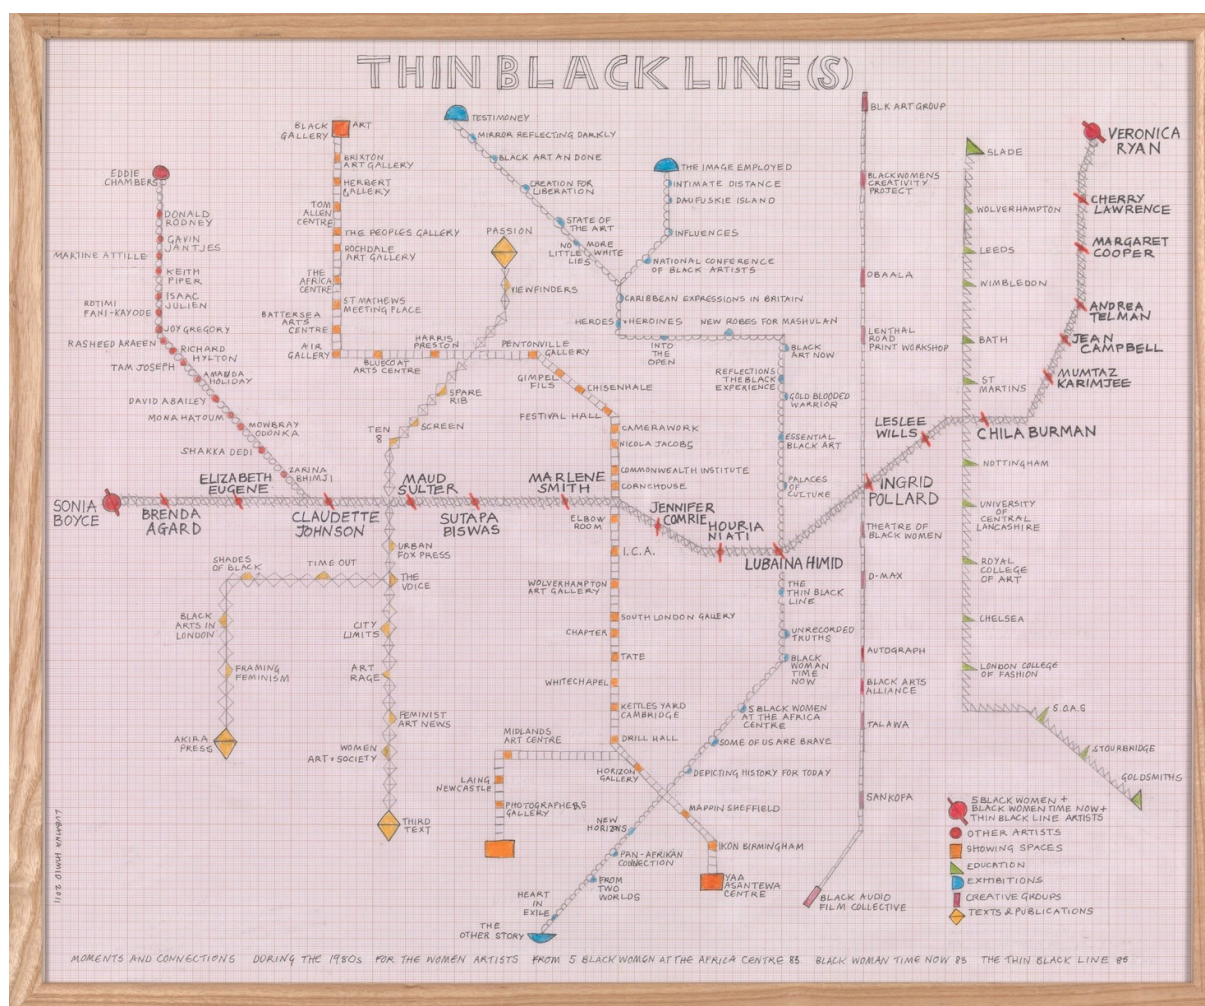 THIN BLACK LINE(S)
BLACK
GALLERY
ART
BRIXTON
ART GALLERY
HERBERT
GALLERY
TOM
ALLEN
CENTRE
THE PEOPLES GALLERY
ROCHDALE
ART GALLERY
THE
AFRICA
CENTRE
ST MATHEWS
MEETING PLACE
BATTERSEA
ARTS
CENTRE
AIR
GALLERY
BLUECOAT
ARTS CENTRE
HARRIS
PRESTON
PENTONVILLE
GALLERY
GIMPEL
FILS
CHISENHALE
FESTIVAL HALL
CAMERAWORK
NICOLA JACOBS
COMMONWEALTH INSTITUTE
CORNERHOUSE
ELBOW
ROOM
I.C.A.
WOLVERHAMPTON
ART GALLERY
SOUTH LONDON GALLERY
CHAPTER
TATE
WHITECHAPEL
KETTLES YARD
CAMBRIDGE
DRILL HALL
MIDLANDS
ART CENTRE
LAING
NEWCASTLE
PHOTOGRAPHERS
GALLERY
HORIZON
GALLERY
MAPPIN SHEFFIELD
IKON BIRMINGHAM
YAA
ASANTEWA
CENTRE
EDDIE
CHAMBERS
DONALD
RODNEY
GAVIN
JANTJES
MARTINE ATTILLE
KEITH
PIPER
ISAAC
JULIEN
ROTIMI
FANI-KAYODE
JOY GREGORY
RASHEED ARAEEN
RICHARD
HYLTON
TAM JOSEPH
AMANDA
HOLIDAY
DAVID A BAILEY
MONA HATOUM
MOWBRAY
ODONKA
SHAKKA DEDI
ZARINA
BHIMJI
TESTIMONEY
MIRROR REFLECTING DARKLY
BLACK ART AN DONE
CREATION FOR
LIBERATION
STATE OF
THE ART
NO MORE
LITTLE WHITE
LIES
THE IMAGE EMPLOYED
INTIMATE DISTANCE
DAUFUSKIE ISLAND
INFLUENCES
NATIONAL CONFERENCE
OF BLACK ARTISTS
CARIBBEAN EXPRESSIONS IN BRITAIN
HEROES + HEROINES
NEW ROBES FOR MASHULAN
INTO
THE
OPEN
BLACK
ART NOW
REFLECTIONS
THE BLACK
EXPERIENCE
GOLD BLOODED
WARRIOR
ESSENTIAL
BLACK ART
PALACES
OF
CULTURE
THE
THIN BLACK
LINE
UNRECORDED
TRUTHS
BLACK
WOMAN
TIME
NOW
5 BLACK WOMEN
AT THE AFRICA
CENTRE
SOME OF US ARE BRAVE
DEPICTING HISTORY FOR TODAY
NEW
HORIZONS
PAN-AFRIKAN
CONNECTION
FROM
TWO
WORLDS
HEART
IN
EXILE
THE
OTHER STORY
PASSION
VIEWFINDERS
SPARE
RIB
SCREEN
TEN
8
URBAN
FOX PRESS
THE
VOICE
TIME OUT
SHADES
OF BLACK
BLACK
ARTS IN
LONDON
FRAMING
FEMINISM
AKIRA
PRESS
CITY
LIMITS
ART
RAGE
FEMINIST
ART NEWS
WOMEN
ART + SOCIETY
THIRD
TEXT
SONIA
BOYCE
BRENDA
AGARD
ELIZABETH
EUGENE
CLAUDETTE
JOHNSON
MAUD
SULTER
SUTAPA
BISWAS
MARLENE
SMITH
JENNIFER
COMRIE
HOURIA
NIATI
LUBAINA HIMID
INGRID
POLLARD
LESLEE
WILLS
CHILA BURMAN
MUMTAZ
KARIMJEE
JEAN
CAMPBELL
ANDREA
TELMAN
MARGARET
COOPER
CHERRY
LAWRENCE
VERONICA
RYAN
BLK ART GROUP
BLACKWOMENS
CREATIVITY
PROJECT
OBAALA
LENTHAL
ROAD
PRINT WORKSHOP
THEATRE OF
BLACK WOMEN
D-MAX
AUTOGRAPH
BLACK ARTS
ALLIANCE
TALAWA
SANKOFA
BLACK AUDIO
FILM COLLECTIVE
SLADE
WOLVERHAMPTON
LEEDS
WIMBLEDON
BATH
ST
MARTINS
NOTTINGHAM
UNIVERSITY
OF
CENTRAL
LANCASHIRE
ROYAL
COLLEGE
OF ART
CHELSEA
LONDON COLLEGE
OF FASHION
S.O.A.S
STOURBRIDGE
GOLDSMITHS
5 BLACK WOMEN +
BLACK WOMEN TIME NOW +
THIN BLACK LINE ARTISTS
OTHER ARTISTS
SHOWING SPACES
EDUCATION
EXHIBITIONS
CREATIVE GROUPS
TEXTS & PUBLICATIONS
LUBAINA HIMID 2011
MOMENTS AND CONNECTIONS DURING THE 1980s FOR THE WOMEN ARTISTS FROM 5 BLACK WOMEN AT THE AFRICA CENTRE 83 BLACK WOMAN TIME NOW 83 THE THIN BLACK LINE 85